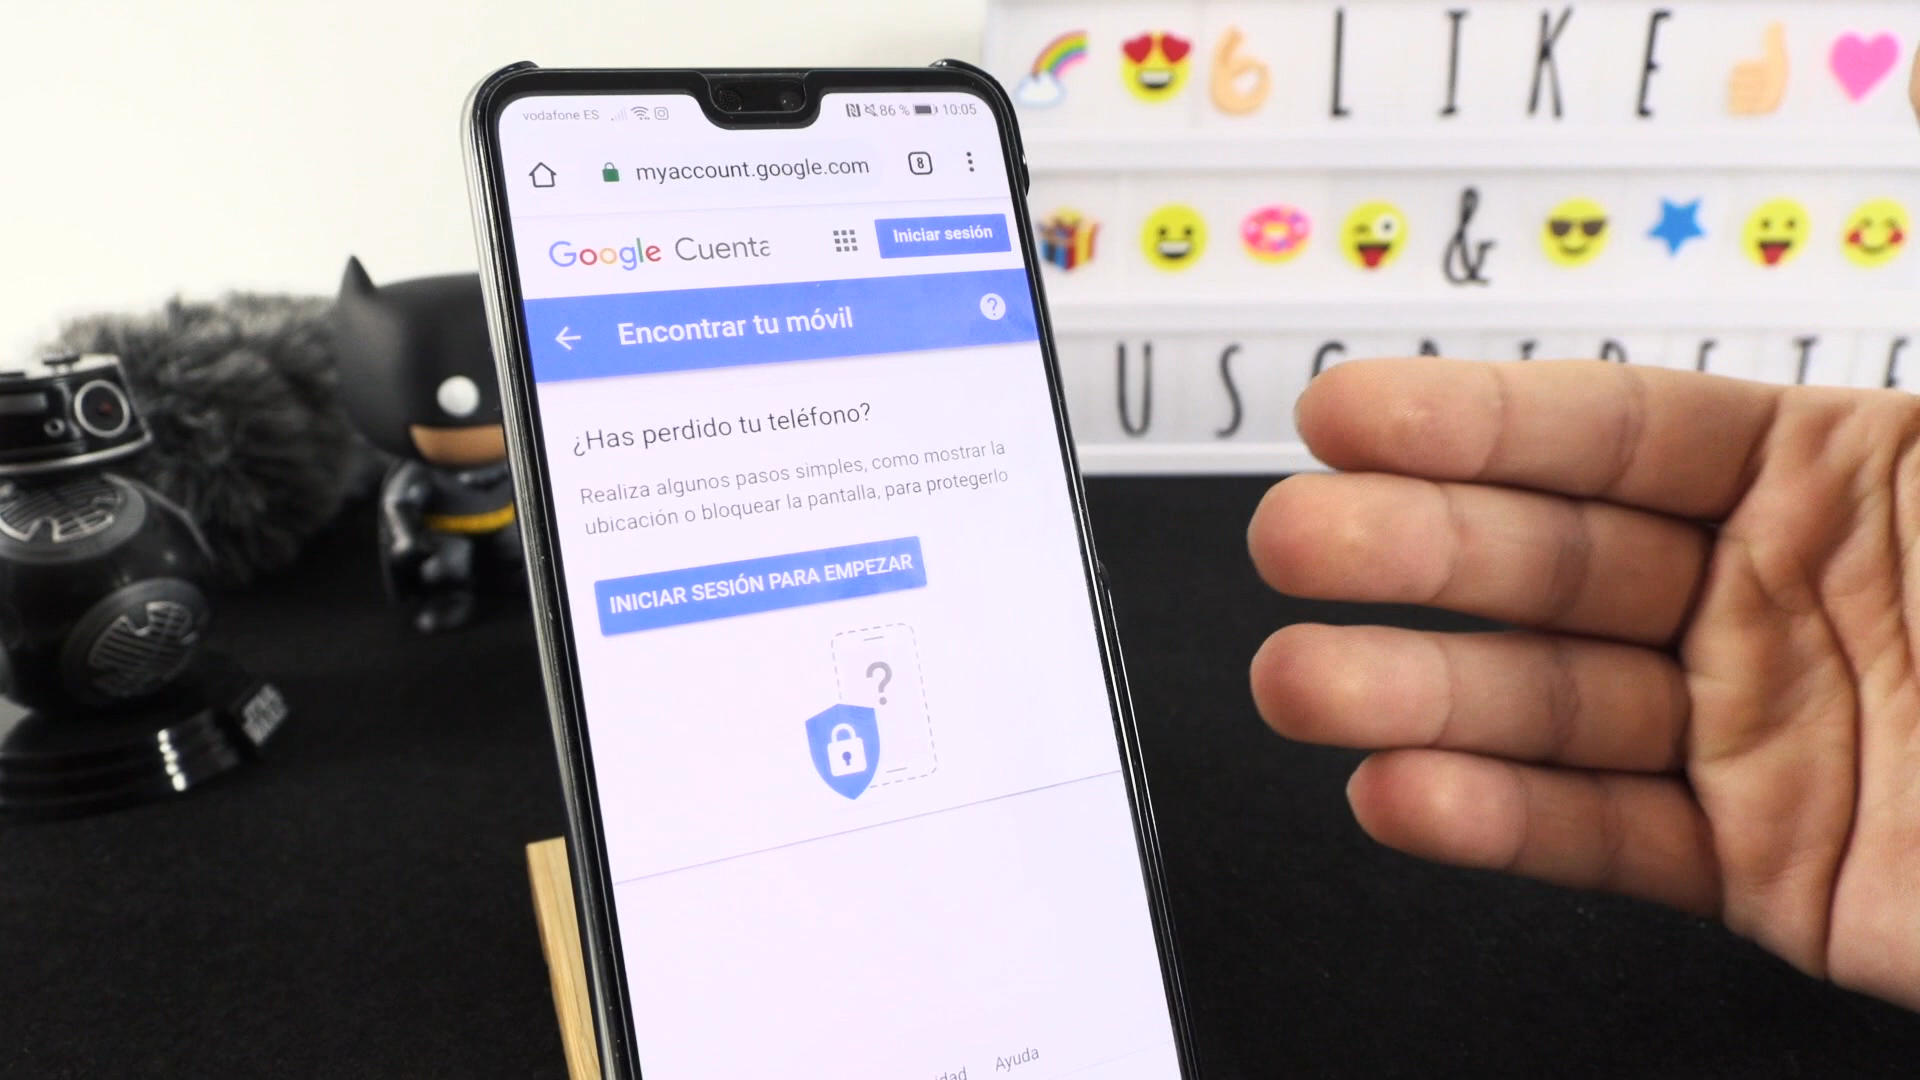 LIKE
&
vodafone ES
86 % 10:05
myaccount.google.com
8
Google Cuenta
Iniciar sesión
Encontrar tu móvil
?
¿Has perdido tu teléfono?
Realiza algunos pasos simples, como mostrar la
ubicación o bloquear la pantalla, para protegerlo
INICIAR SESIÓN PARA EMPEZAR
?
Ayuda